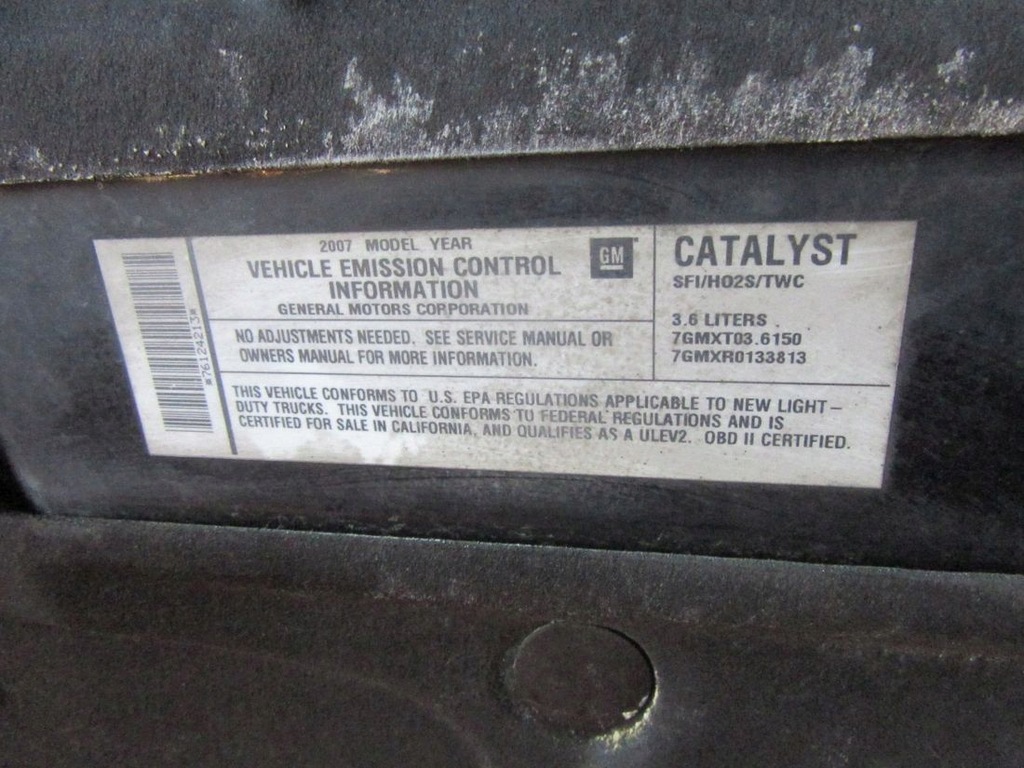 *76124213*
2007 MODEL YEAR
VEHICLE EMISSION CONTROL
INFORMATION
GENERAL MOTORS CORPORATION
GM
CATALYST
SFI/HO2S/TWC
3.6 LITERS
7GMXT03.6150
7GMXR0133813
NO ADJUSTMENTS NEEDED. SEE SERVICE MANUAL OR
OWNERS MANUAL FOR MORE INFORMATION.
THIS VEHICLE CONFORMS TO U.S. EPA REGULATIONS APPLICABLE TO NEW LIGHT-
DUTY TRUCKS. THIS VEHICLE CONFORMS TO FEDERAL REGULATIONS AND IS
CERTIFIED FOR SALE IN CALIFORNIA, AND QUALIFIES AS A ULEV2. OBD II CERTIFIED.